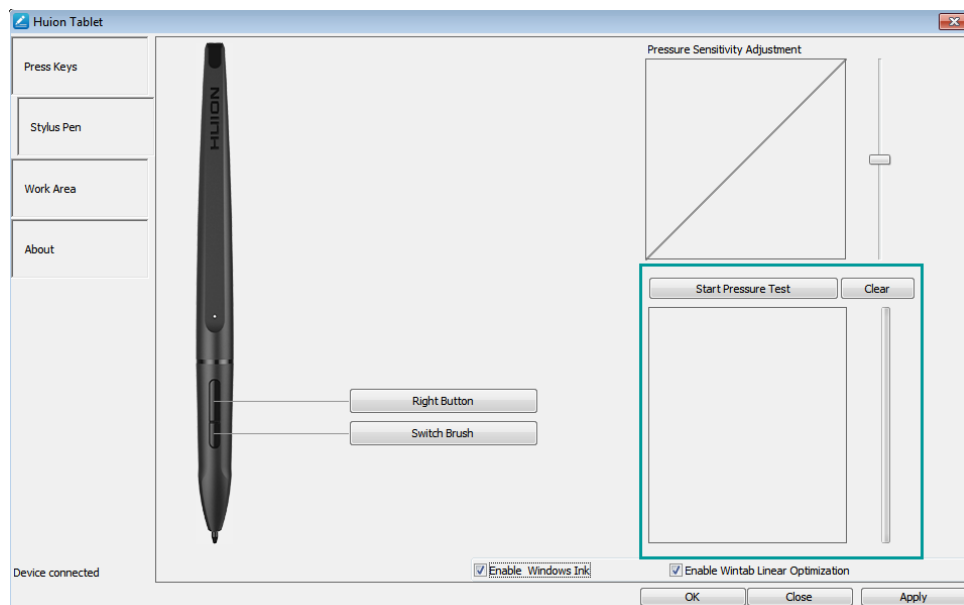 Huion Tablet
Press Keys
Stylus Pen
Work Area
About
Device connected
HUION
Right Button
Switch Brush
Pressure Sensitivity Adjustment
Start Pressure Test
Clear
Enable Windows Ink
Enable Wintab Linear Optimization
OK
Close
Apply